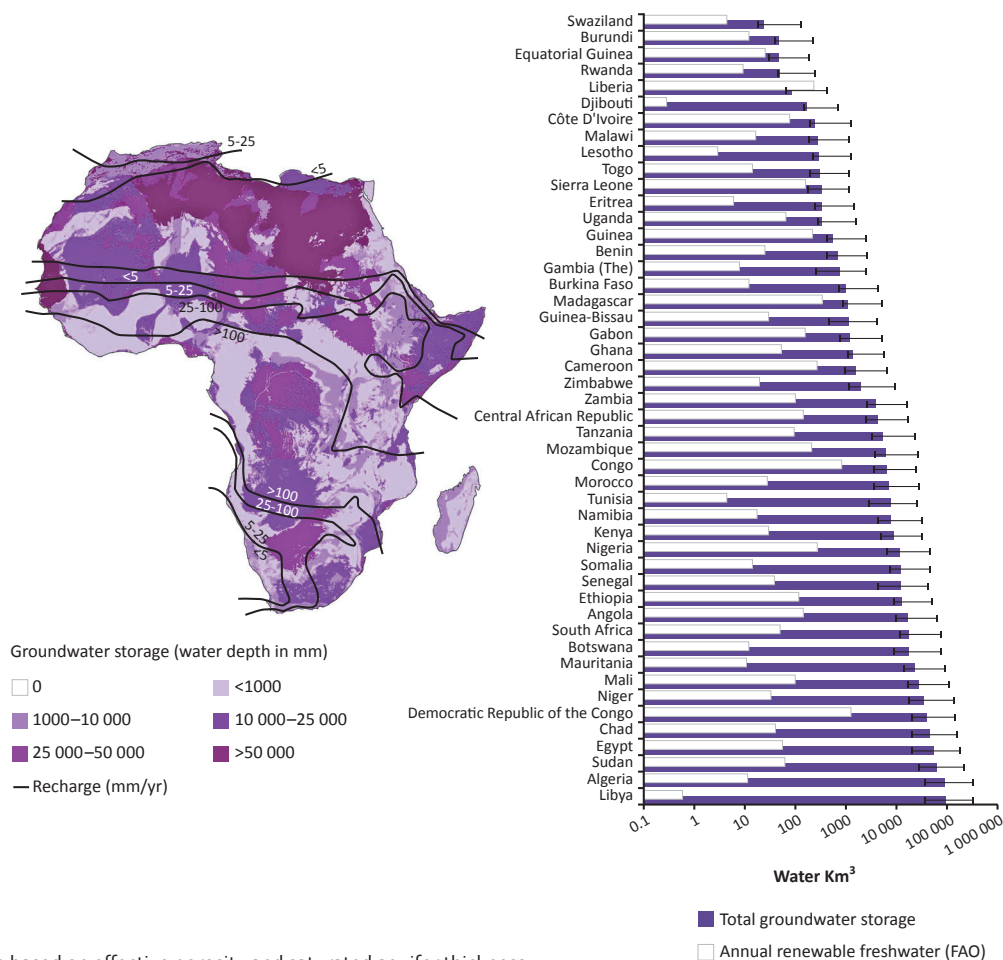 5-25
<5
<5
5-25
25-100
>100
>100
25-100
5-25
<5
Groundwater storage (water depth in mm)
0
<1000
1000–10 000
10 000–25 000
25 000–50 000
>50 000
Recharge (mm/yr)
Swaziland
Burundi
Equatorial Guinea
Rwanda
Liberia
Djibouti
Côte D'Ivoire
Malawi
Lesotho
Togo
Sierra Leone
Eritrea
Uganda
Guinea
Benin
Gambia (The)
Burkina Faso
Madagascar
Guinea-Bissau
Gabon
Ghana
Cameroon
Zimbabwe
Zambia
Central African Republic
Tanzania
Mozambique
Congo
Morocco
Tunisia
Namibia
Kenya
Nigeria
Somalia
Senegal
Ethiopia
Angola
South Africa
Botswana
Mauritania
Mali
Niger
Democratic Republic of the Congo
Chad
Egypt
Sudan
Algeria
Libya
0.1 1 10 100 1000 10 000 100 000 1 000 000
Water Km³
Total groundwater storage
Annual renewable freshwater (FAO)